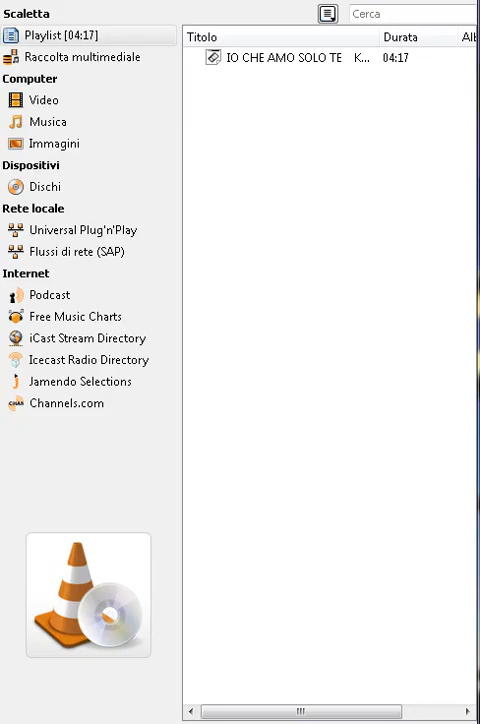 Scaletta
Cerca
Playlist [04:17]
Titolo Durata Alb
Raccolta multimediale
IO CHE AMO SOLO TE K... 04:17
Computer
Video
Musica
Immagini
Dispositivi
Dischi
Rete locale
Universal Plug'n'Play
Flussi di rete (SAP)
Internet
Podcast
Free Music Charts
iCast Stream Directory
Icecast Radio Directory
Jamendo Selections
Channels.com